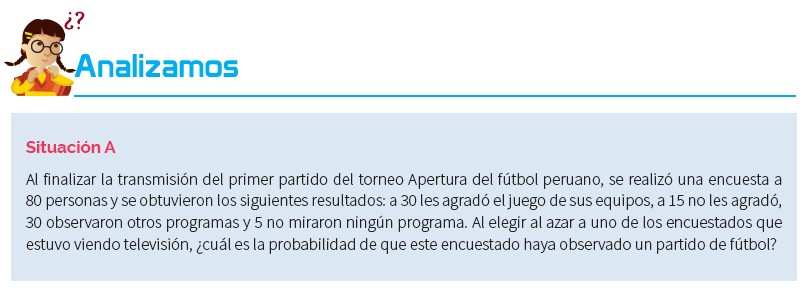 ¿?
Analizamos
Situación A
Al finalizar la transmisión del primer partido del torneo Apertura del fútbol peruano, se realizó una encuesta a
80 personas y se obtuvieron los siguientes resultados: a 30 les agradó el juego de sus equipos, a 15 no les agradó,
30 observaron otros programas y 5 no miraron ningún programa. Al elegir al azar a uno de los encuestados que
estuvo viendo televisión, ¿cuál es la probabilidad de que este encuestado haya observado un partido de fútbol?